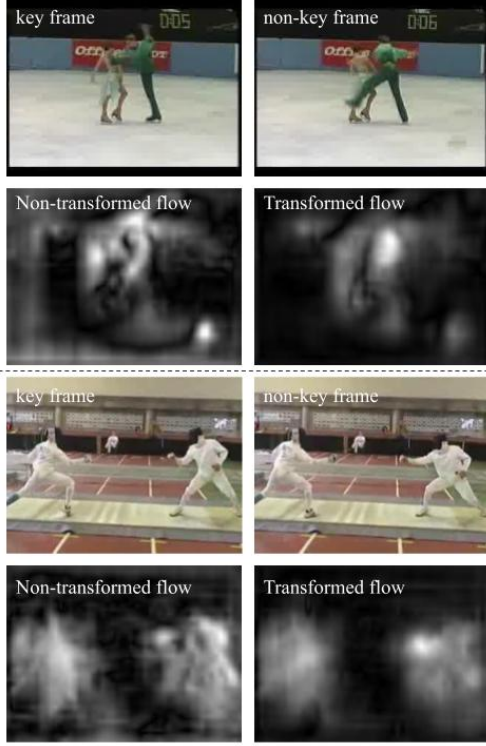 key frame
non-key frame
0:05
0:06
Non-transformed flow
Transformed flow
key frame
non-key frame
Non-transformed flow
Transformed flow